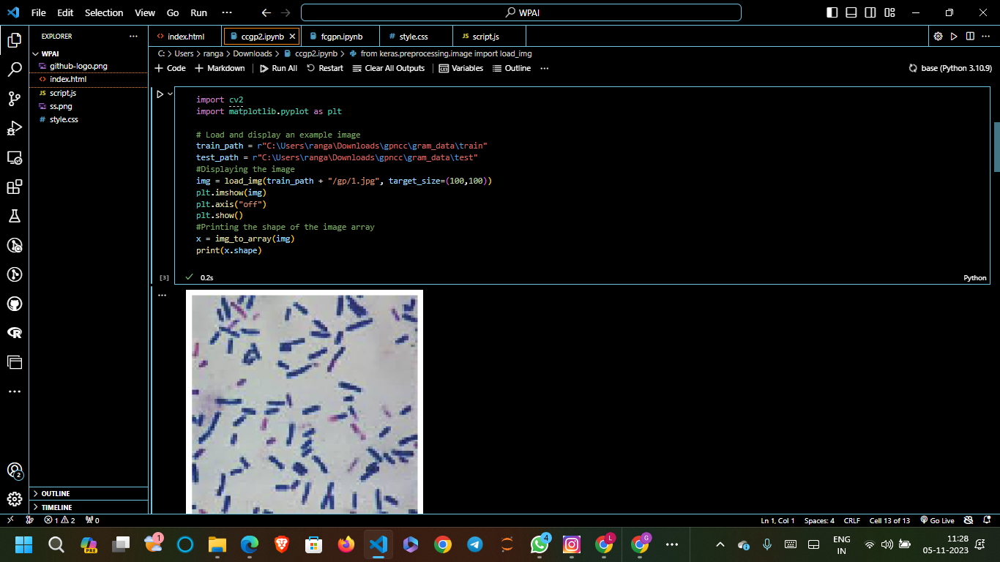 File Edit Selection View Go Run ··· WPAI
EXPLORER ···
WPAI
github-logo.png
<> index.html
JS script.js
ss.png
# style.css
OUTLINE
TIMELINE
<> index.html ccgp2.ipynb × fcgpn.ipynb # style.css JS script.js
C: > Users > ranga > Downloads > ccgp2.ipynb > from keras.preprocessing.image import load_img
+ Code + Markdown Run All Restart Clear All Outputs Variables Outline ··· base (Python 3.10.9)
import cv2
import matplotlib.pyplot as plt
# Load and display an example image
train_path = r"C:\Users\ranga\Downloads\gpncc\gram_data\train"
test_path = r"C:\Users\ranga\Downloads\gpncc\gram_data\test"
#Displaying the image
img = load_img(train_path + "/gp/1.jpg", target_size=(100,100))
plt.imshow(img)
plt.axis("off")
plt.show()
#Printing the shape of the image array
x = img_to_array(img)
print(x.shape)
[3] 0.2s Python
2
1 2 0 Ln 1, Col 1 Spaces: 4 CRLF Cell 13 of 13 Go Live
PRE 1 4 L G ENG 11:28
IN 05-11-2023